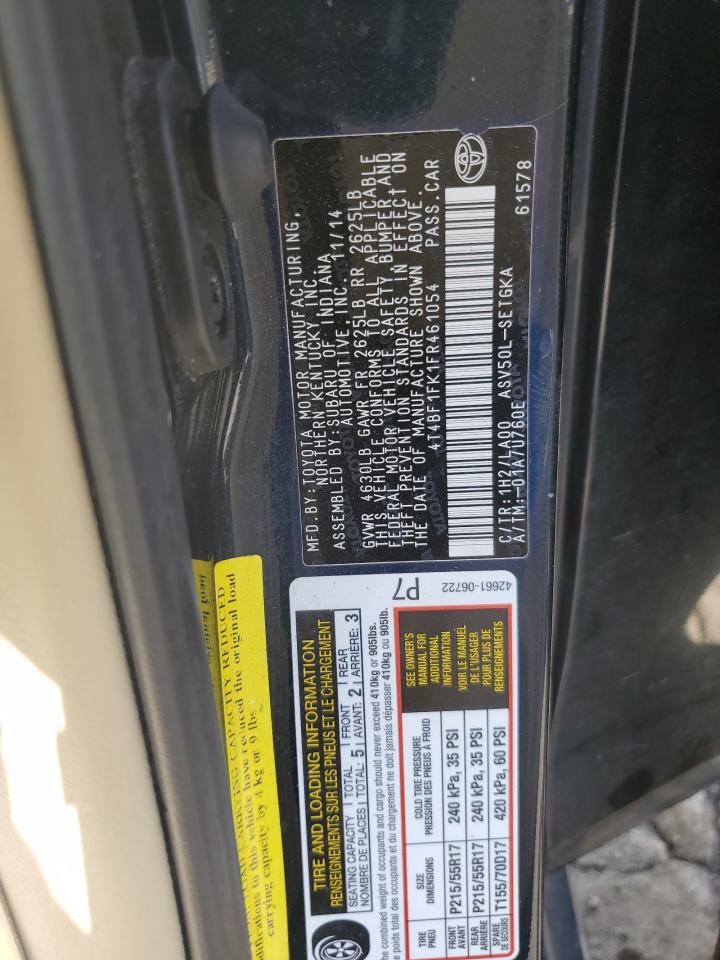 MFD.BY:TOYOTA MOTOR MANUFACTURING,
NORTHERN KENTUCKY, INC.
ASSEMBLED BY:SUBARU OF INDIANA
AUTOMOTIVE, INC. 11/14
GVWR 4630LB GAWR FR 2625LB RR 2625LB
THIS VEHICLE CONFORMS TO ALL APPLICABLE
FEDERAL MOTOR VEHICLE SAFETY, BUMPER, AND
THEFT PREVENTION STANDARDS IN EFFECT ON
THE DATE OF MANUFACTURE SHOWN ABOVE.
4T4BF1FK1FR461054 PASS.CAR
C/TR:1H2/LA00 ASV50L-SETGKA
A/TM:-01A/U760E 61578
TIRE AND LOADING INFORMATION
RENSEIGNEMENTS SUR LES PNEUS ET LE CHARGEMENT
SEATING CAPACITY TOTAL 5 FRONT 2 REAR 3
NOMBRE DE PLACES TOTAL: AVANT: ARRIÈRE:
combined weight of occupants and cargo should never exceed 410kg or 905lbs.
poids total des occupants et du chargement ne doit jamais dépasser 410kg ou 905lb.
P7
42661-06722
TIRE PNEU SIZE DIMENSIONS COLD TIRE PRESSURE PRESSION DES PNEUS À FROID
FRONT AVANT P215/55R17 240 kPa, 35 PSI
REAR ARRIÈRE P215/55R17 240 kPa, 35 PSI
SPARE DE SECOURS T155/70D17 420 kPa, 60 PSI
SEE OWNER'S
MANUAL FOR
ADDITIONAL
INFORMATION
VOIR LE MANUEL
DE L'USAGER
POUR PLUS DE
RENSEIGNEMENTS
CAPACITY REDUCED
to this vehicle have reduced the original load
carrying capacity by 4 kg or 9 lbs